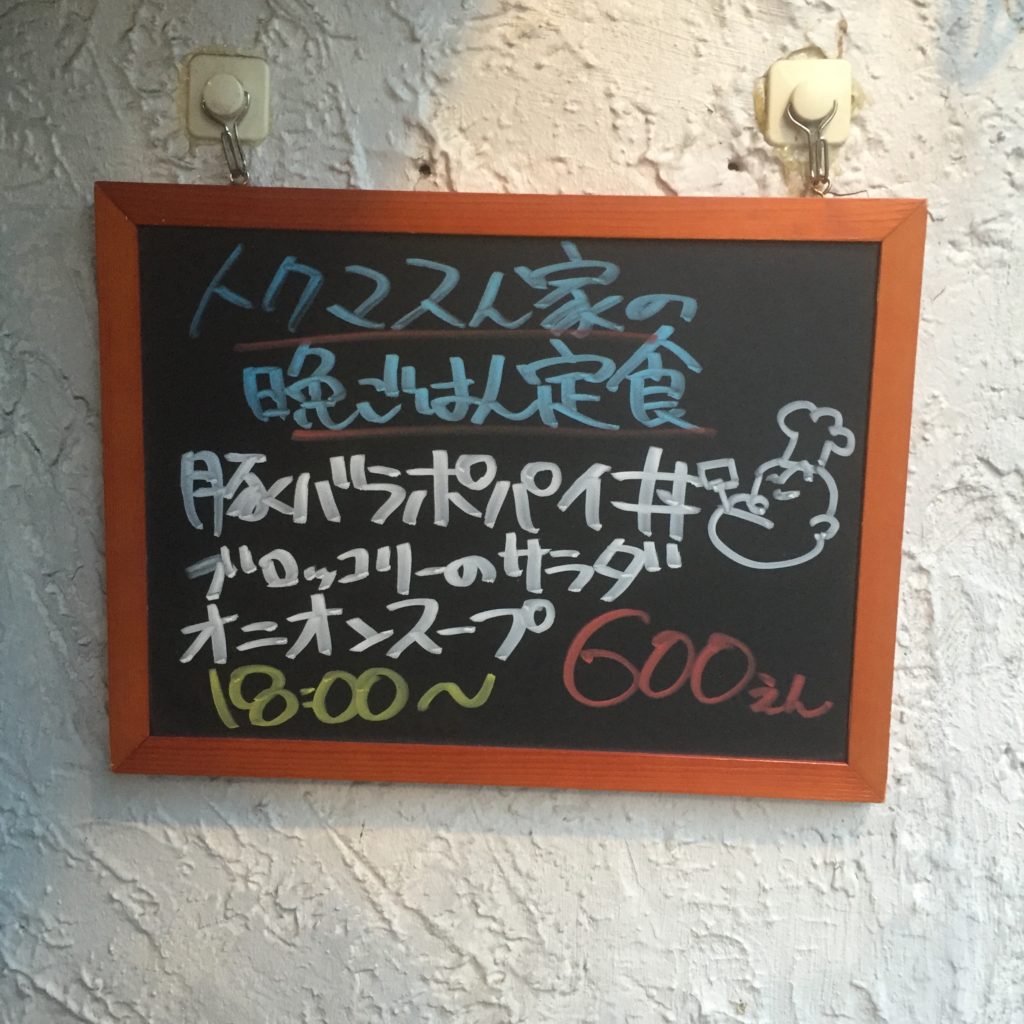 トクマスん家の
晩ごはん定食
豚バラポパイ丼
ブロッコリーのサラダ
オニオンスープ
18:00〜
600えん